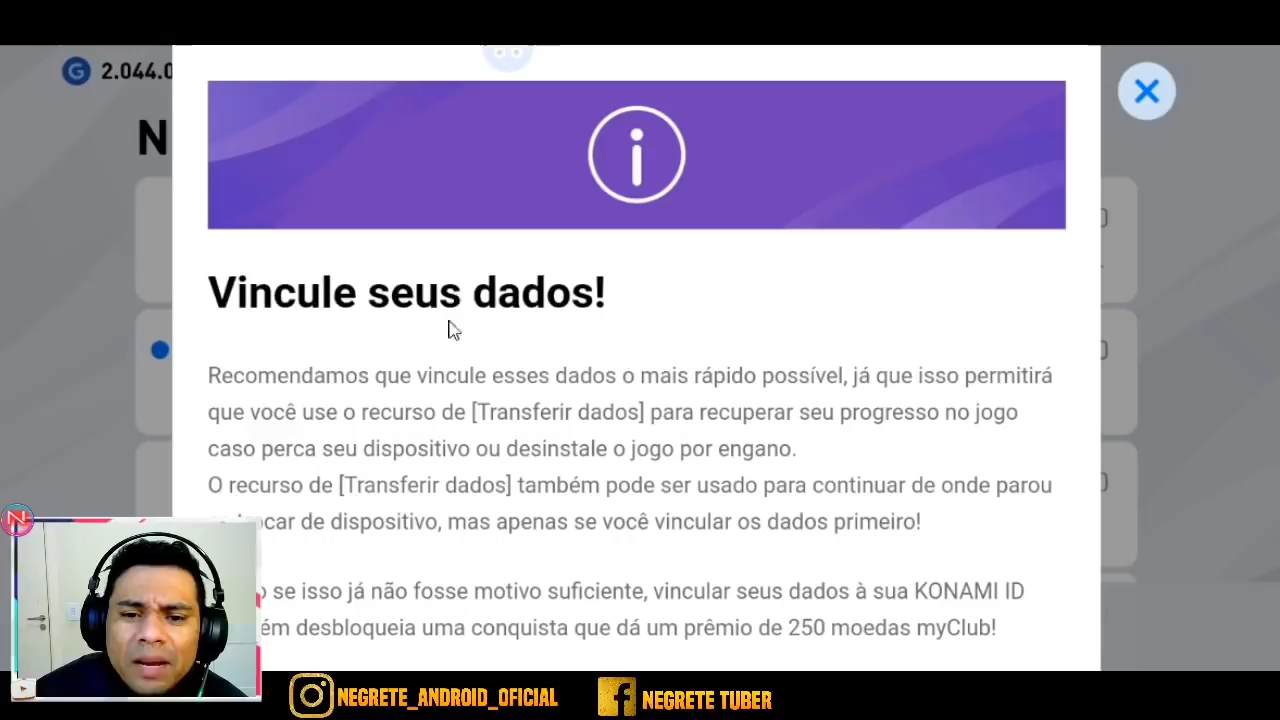 2.044.0
N
Vincule seus dados!
Recomendamos que vincule esses dados o mais rápido possível, já que isso permitirá
que você use o recurso de [Transferir dados] para recuperar seu progresso no jogo
caso perca seu dispositivo ou desinstale o jogo por engano.
O recurso de [Transferir dados] também pode ser usado para continuar de onde parou
de dispositivo, mas apenas se você vincular os dados primeiro!
se isso já não fosse motivo suficiente, vincular seus dados à sua KONAMI ID
desbloqueia uma conquista que dá um prêmio de 250 moedas myClub!
NEGRETE_ANDROID_OFICIAL
NEGRETE TUBER